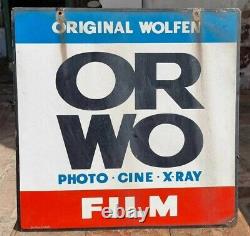 ORIGINAL WOLFEN
OR
WO
PHOTO · CINE · X·RAY
FILM